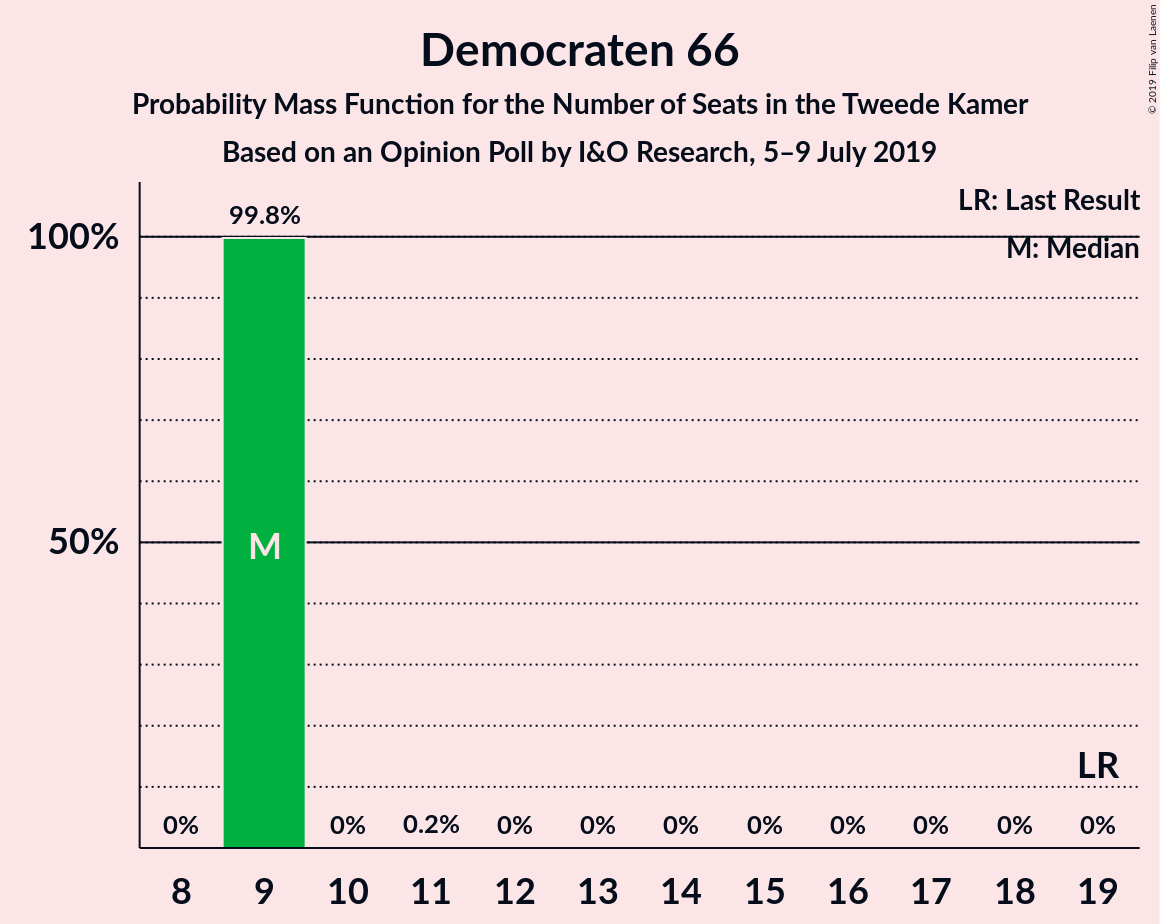 Democraten 66
Probability Mass Function for the Number of Seats in the Tweede Kamer
Based on an Opinion Poll by I&O Research, 5–9 July 2019
© 2019 Filip van Laenen
LR: Last Result
M: Median
99.8%
100%
50%
M
LR
0% 0% 0.2% 0% 0% 0% 0% 0% 0% 0% 0%
8 9 10 11 12 13 14 15 16 17 18 19